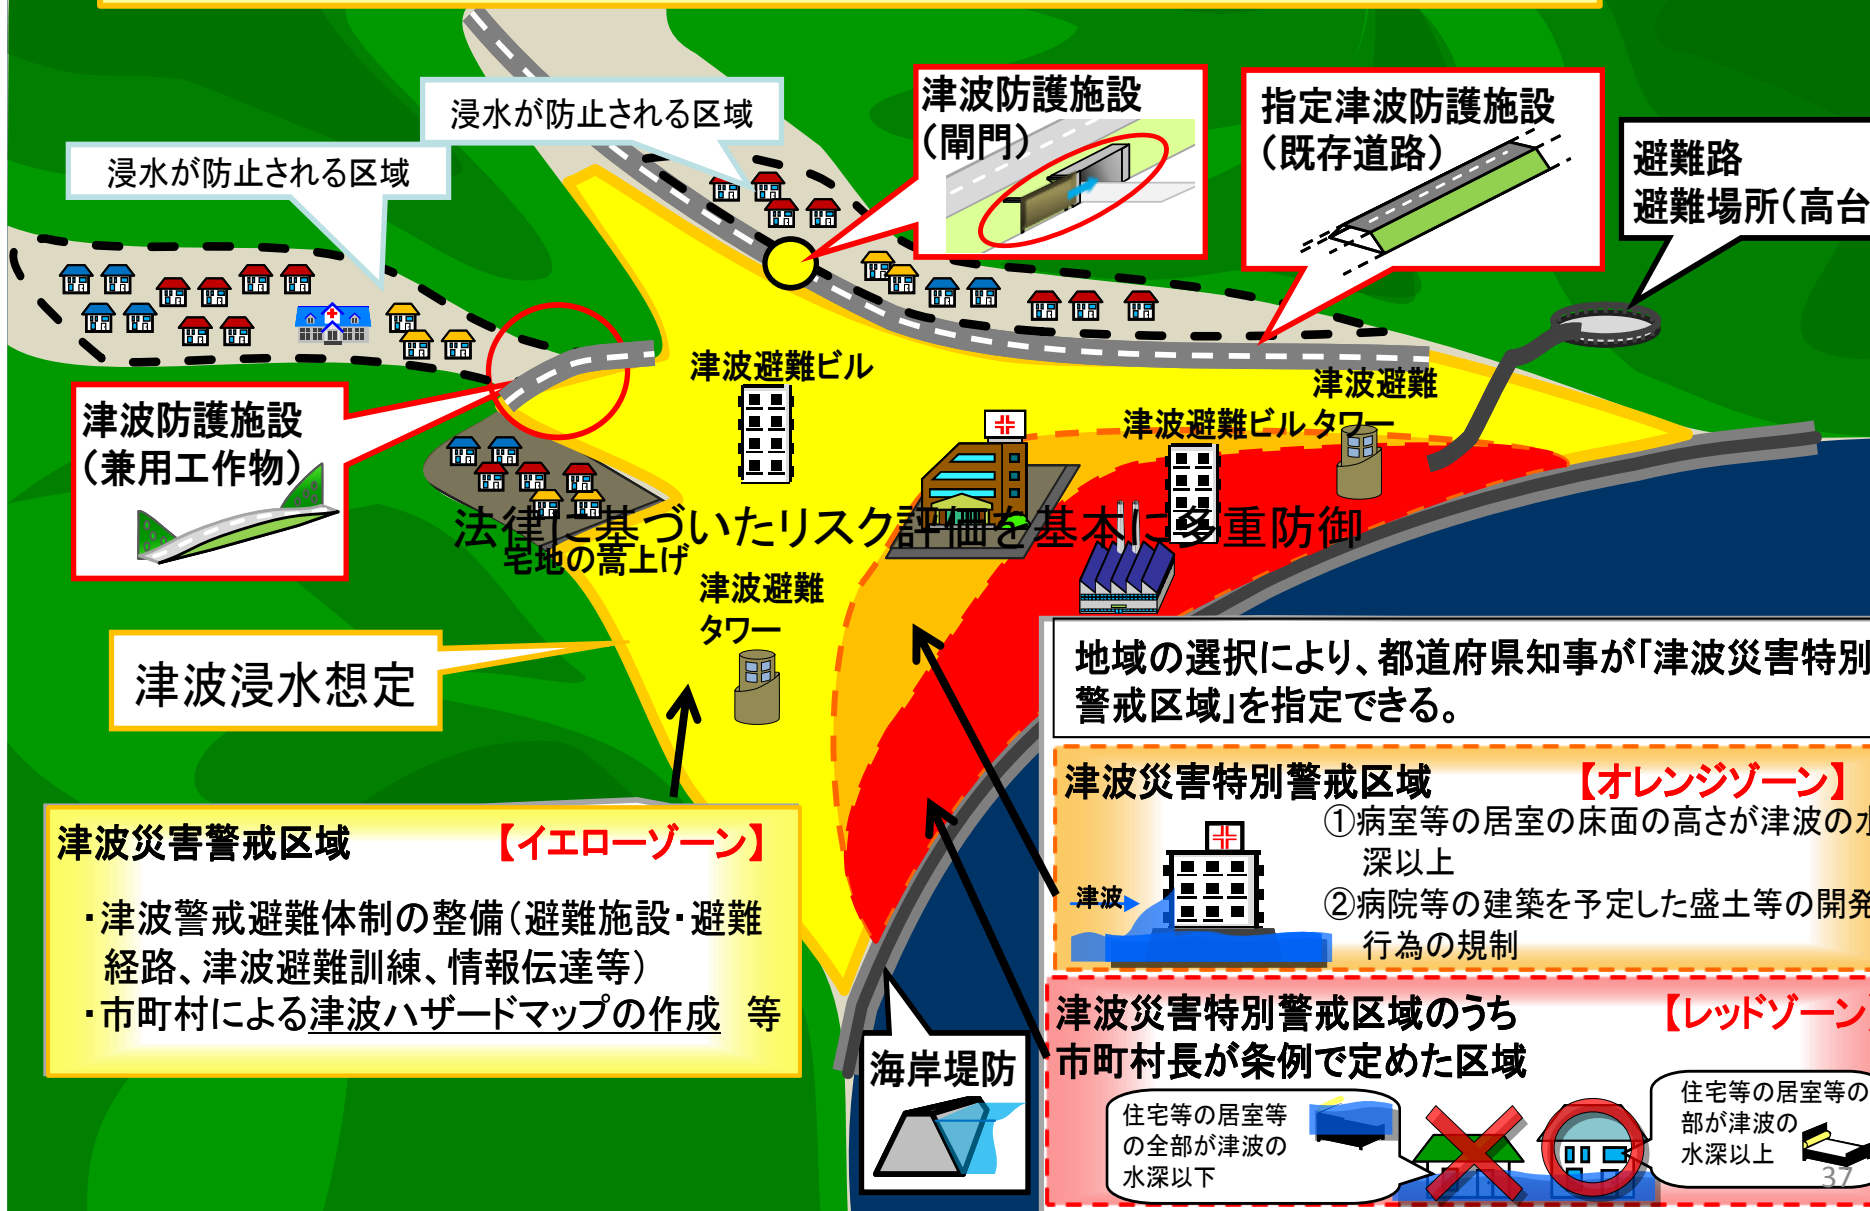 浸水が防止される区域
浸水が防止される区域
津波防護施設
（閘門）
指定津波防護施設
（既存道路）
避難路
避難場所（高台
津波防護施設
（兼用工作物）
津波避難ビル
津波避難ビル
津波避難
タワー
法律に基づいたリスク評価を基本に多重防御
宅地の嵩上げ
津波避難
タワー
津波浸水想定
地域の選択により、都道府県知事が「津波災害特別
警戒区域」を指定できる。
津波災害警戒区域 【イエローゾーン】
・津波警戒避難体制の整備（避難施設・避難
経路、津波避難訓練、情報伝達等）
・市町村による津波ハザードマップの作成　等
津波災害特別警戒区域 【オレンジゾーン】
①病室等の居室の床面の高さが津波の水
深以上
②病院等の建築を予定した盛土等の開発
行為の規制
津波
津波災害特別警戒区域のうち 【レッドゾーン】
市町村長が条例で定めた区域
海岸堤防
住宅等の居室等
の全部が津波の
水深以下
住宅等の居室等の
部が津波の
水深以上
37